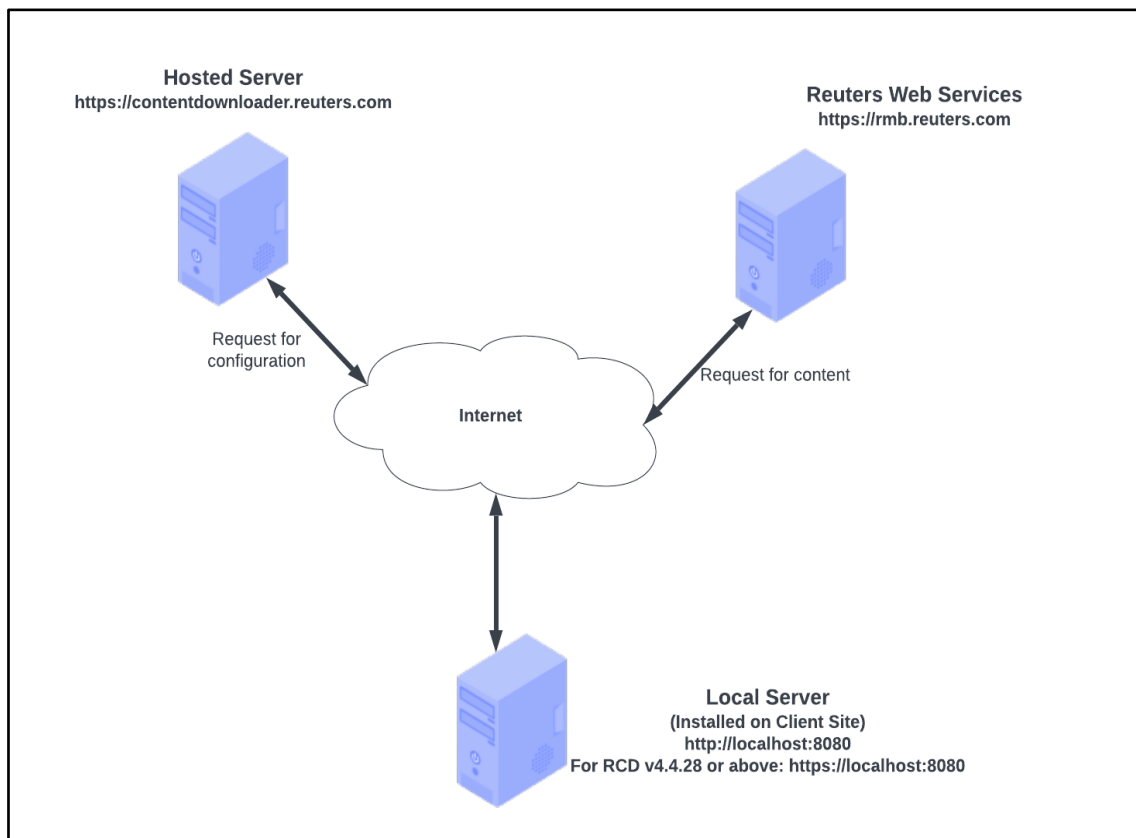 Hosted Server
https://contentdownloader.reuters.com
Reuters Web Services
https://rmb.reuters.com
Request for
configuration
Request for content
Internet
Local Server
(Installed on Client Site)
http://localhost:8080
For RCD v4.4.28 or above: https://localhost:8080